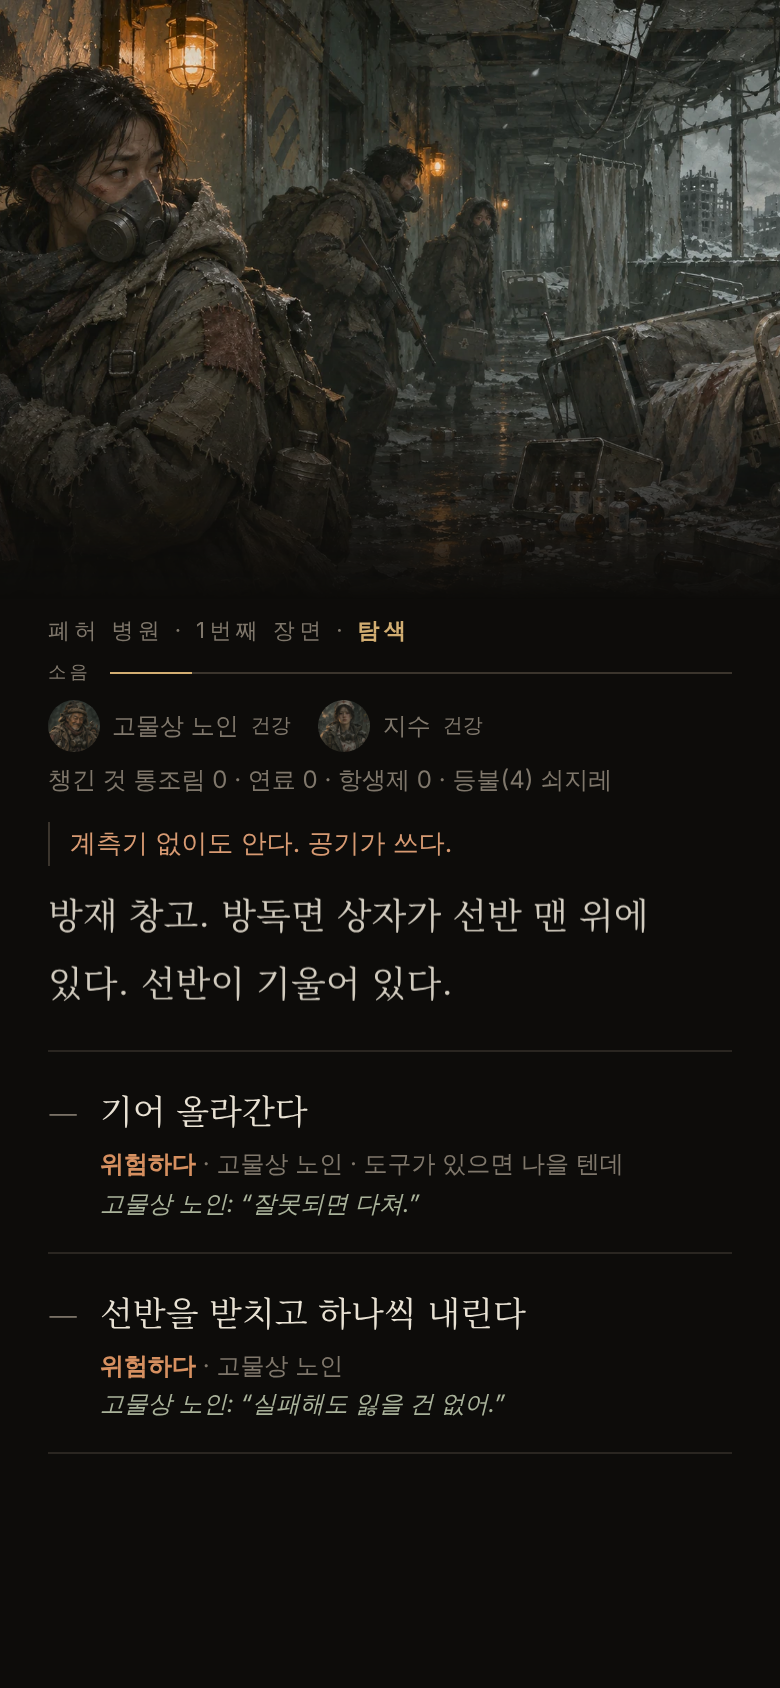 폐허 병원 · 1번째 장면 · 탐색
소음
고물상 노인 건강 지수 건강
챙긴 것 통조림 0 · 연료 0 · 항생제 0 · 등불(4) 쇠지레
계측기 없이도 안다. 공기가 쓰다.
방재 창고. 방독면 상자가 선반 맨 위에
있다. 선반이 기울어 있다.
— 기어 올라간다
위험하다 · 고물상 노인 · 도구가 있으면 나을 텐데
고물상 노인: “잘못되면 다쳐.”
— 선반을 받치고 하나씩 내린다
위험하다 · 고물상 노인
고물상 노인: “실패해도 잃을 건 없어.”